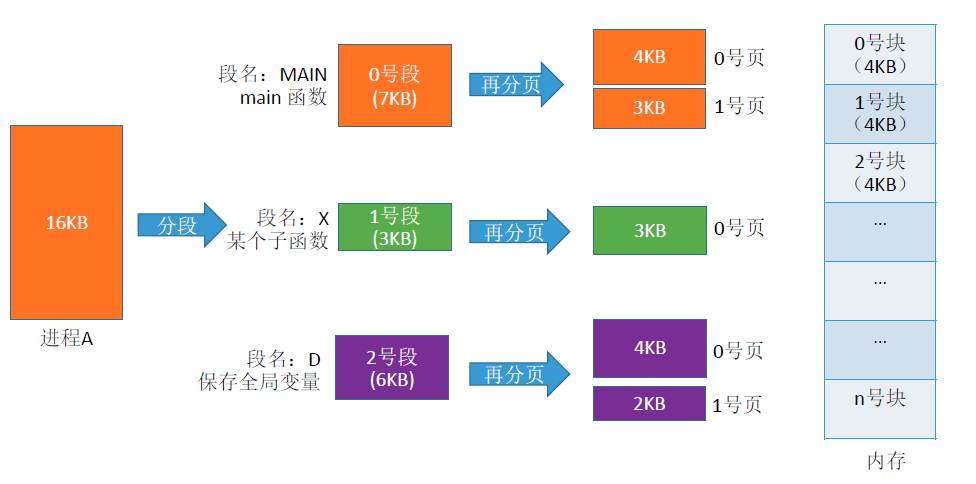 16KB
进程A
分段
段名：MAIN
main 函数
0号段
(7KB)
再分页
4KB
0号页
3KB
1号页
段名：X
某个子函数
1号段
(3KB)
再分页
3KB
0号页
段名：D
保存全局变量
2号段
(6KB)
再分页
4KB
0号页
2KB
1号页
0号块
（4KB）
1号块
（4KB）
2号块
（4KB）
...
...
...
n号块
内存